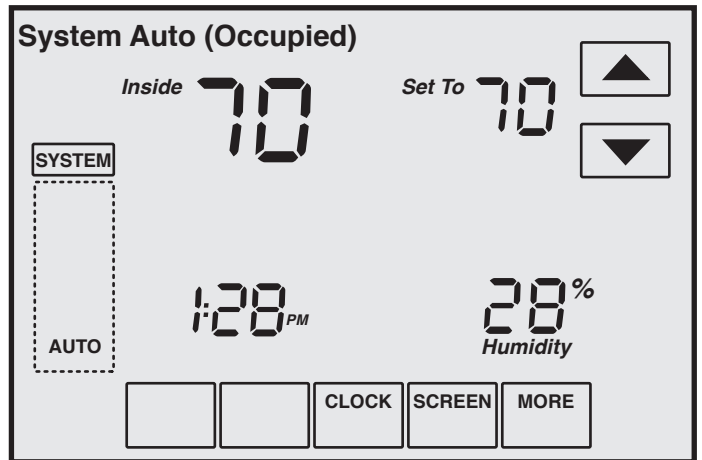 System Auto (Occupied)
Inside 70 Set To 70
SYSTEM
AUTO
1:28 PM
28%
Humidity
CLOCK SCREEN MORE